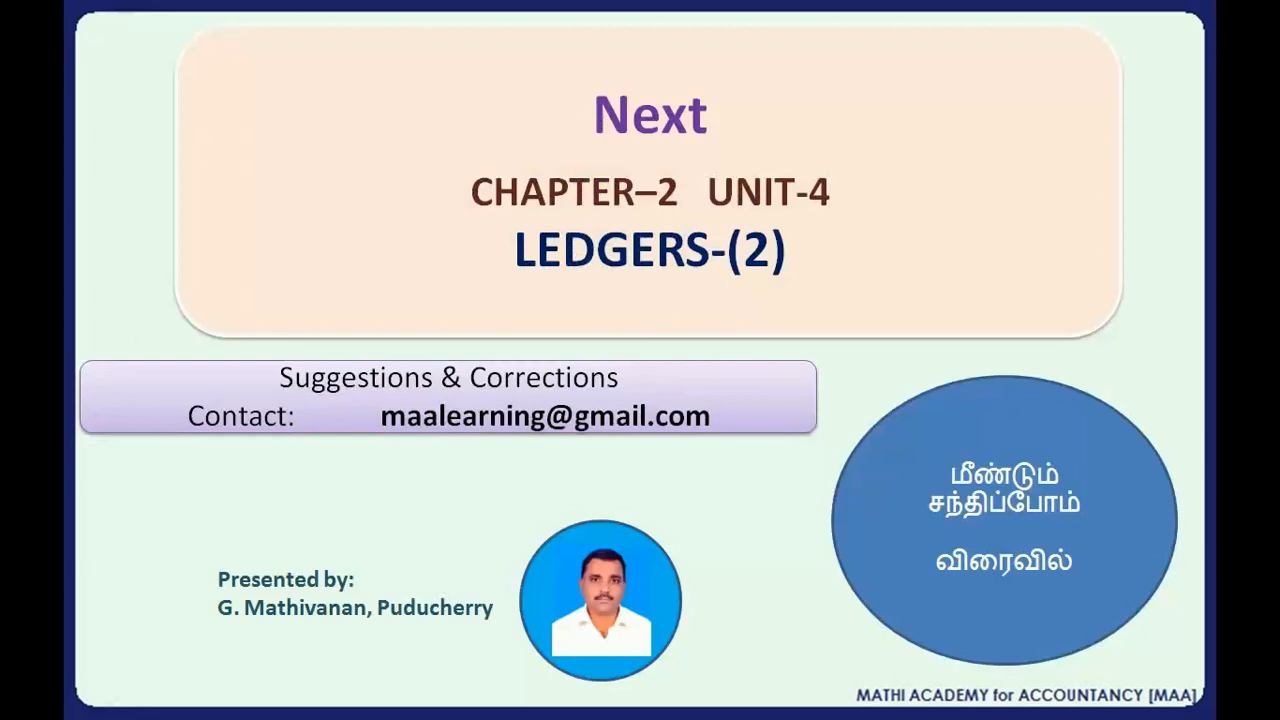 Next
CHAPTER–2 UNIT-4
LEDGERS-(2)
Suggestions & Corrections
Contact: maalearning@gmail.com
மீண்டும்
சந்திப்போம்
விரைவில்
Presented by:
G. Mathivanan, Puducherry
MATHI ACADEMY for ACCOUNTANCY [MAA]